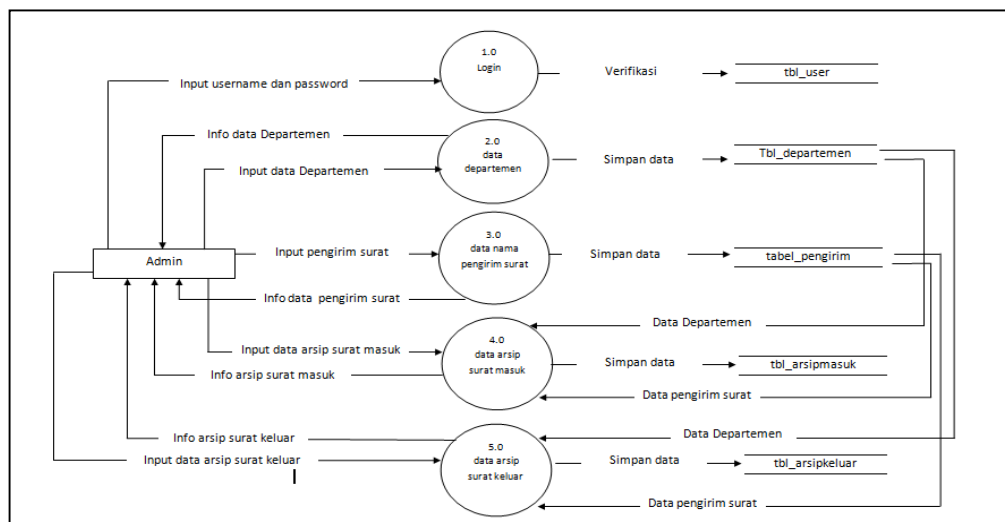 1.0
Login
Input username dan password
Verifikasi
tbl_user
Info data Departemen
2.0
data
departemen
Input data Departemen
Simpan data
Tbl_departemen
3.0
data nama
pengirim surat
Admin
Input pengirim surat
Simpan data
tabel_pengirim
Info data pengirim surat
Data Departemen
4.0
data arsip
surat masuk
Input data arsip surat masuk
Info arsip surat masuk
Simpan data
tbl_arsipmasuk
Data pengirim surat
5.0
data arsip
surat keluar
Info arsip surat keluar
Input data arsip surat keluar
Data Departemen
Simpan data
tbl_arsipkeluar
Data pengirim surat